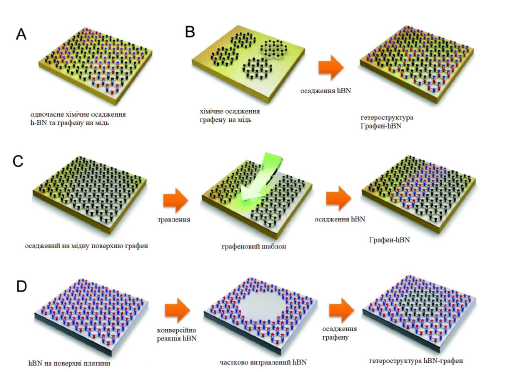 A
B
одночасне хімічне осадження
h-BN та графену на мідь
хімічне осадження
графену на мідь
осадження hBN
гетероструктура
Графен-hBN
C
осаджений на мідну поверхню графен
травлення
графеновий шаблон
осадження hBN
Графен-hBN
D
hBN на поверхні платини
конверсійна
реакція hBN
частково витравлений hBN
осадження
графену
гетероструктура hBN-графен